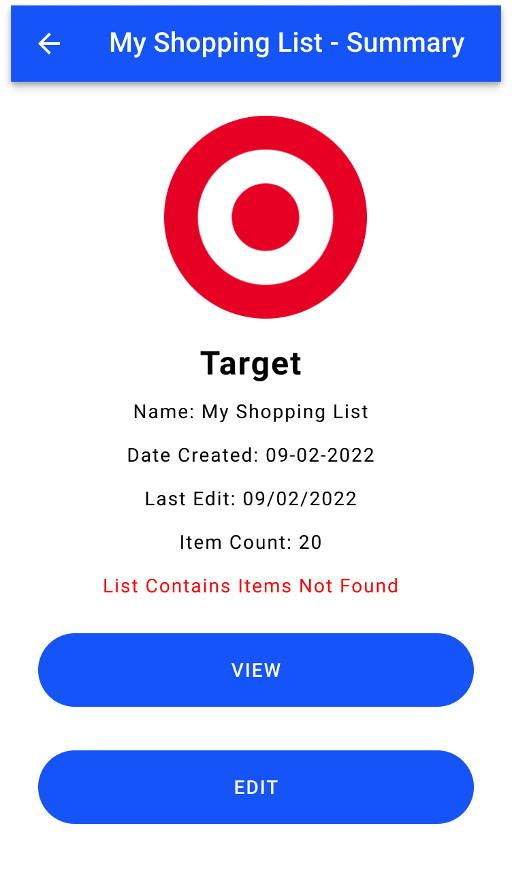 My Shopping List - Summary
Target
Name: My Shopping List
Date Created: 09-02-2022
Last Edit: 09/02/2022
Item Count: 20
List Contains Items Not Found
VIEW
EDIT